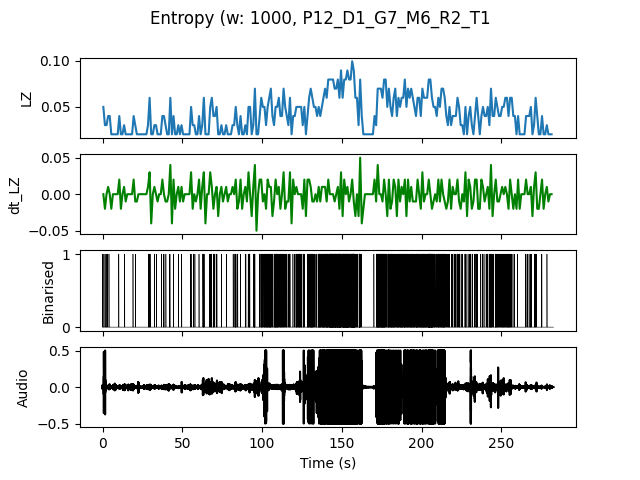 Entropy (w: 1000, P12_D1_G7_M6_R2_T1
LZ
0.10
0.05
dt_LZ
0.05
0.00
−0.05
Binarised
1
0
Audio
0.5
0.0
−0.5
0 50 100 150 200 250
Time (s)